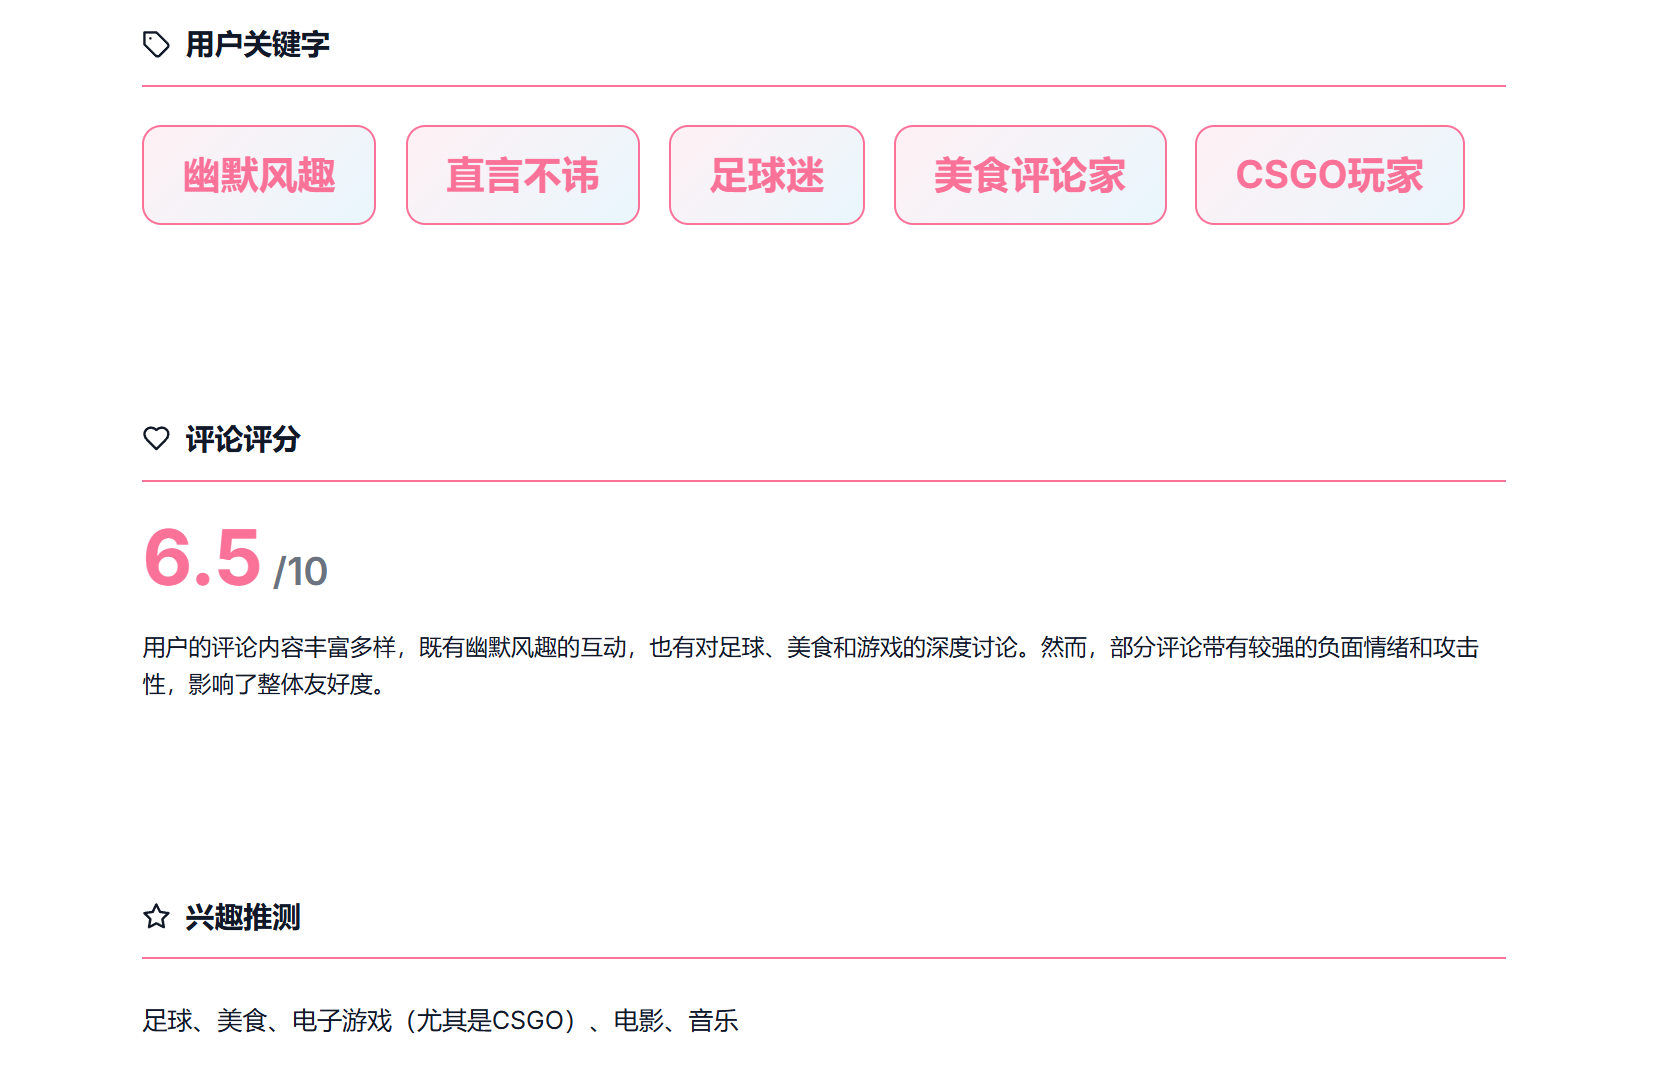 用户关键字
幽默风趣 直言不讳 足球迷 美食评论家 CSGO玩家
评论评分
6.5 /10
用户的评论内容丰富多样，既有幽默风趣的互动，也有对足球、美食和游戏的深度讨论。然而，部分评论带有较强的负面情绪和攻击
性，影响了整体友好度。
兴趣推测
足球、美食、电子游戏（尤其是CSGO）、电影、音乐